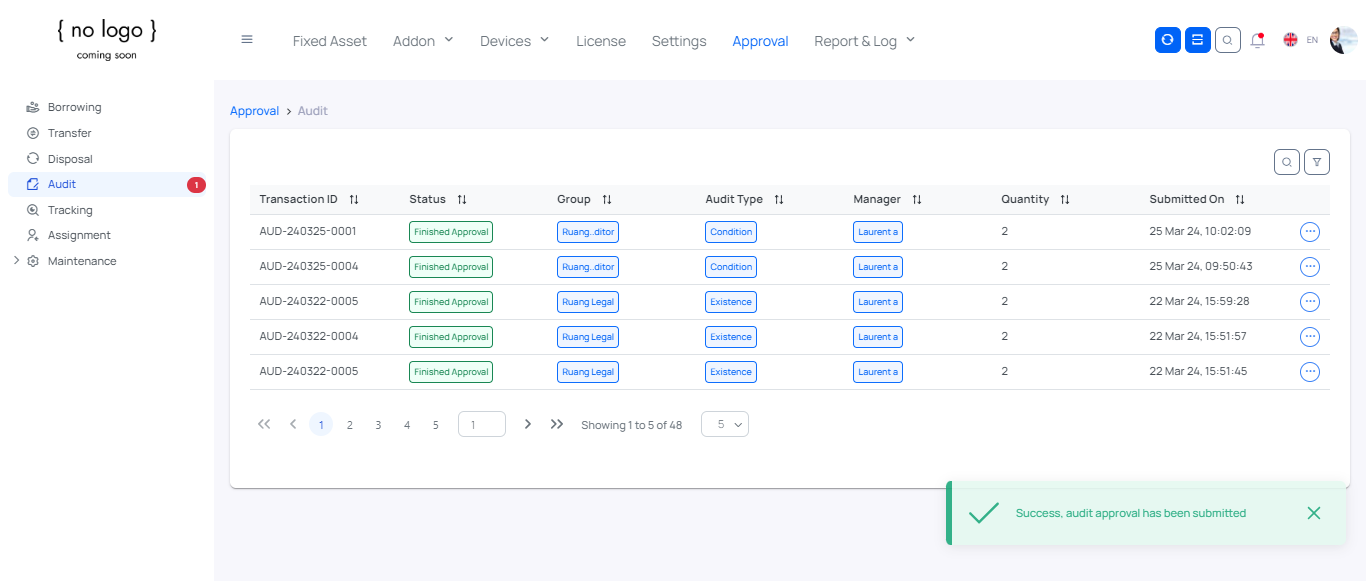 { no logo }
coming soon
Fixed Asset Addon Devices License Settings Approval Report & Log EN
Borrowing
Transfer
Disposal
Audit 1
Tracking
Assignment
Maintenance
Approval > Audit
Transaction ID Status Group Audit Type Manager Quantity Submitted On
AUD-240325-0001 Finished Approval Ruang..ditor Condition Laurent a 2 25 Mar 24, 10:02:09
AUD-240325-0004 Finished Approval Ruang..ditor Condition Laurent a 2 25 Mar 24, 09:50:43
AUD-240322-0005 Finished Approval Ruang Legal Existence Laurent a 2 22 Mar 24, 15:59:28
AUD-240322-0004 Finished Approval Ruang Legal Existence Laurent a 2 22 Mar 24, 15:51:57
AUD-240322-0005 Finished Approval Ruang Legal Existence Laurent a 2 22 Mar 24, 15:51:45
1 2 3 4 5 1 Showing 1 to 5 of 48 5
Success, audit approval has been submitted